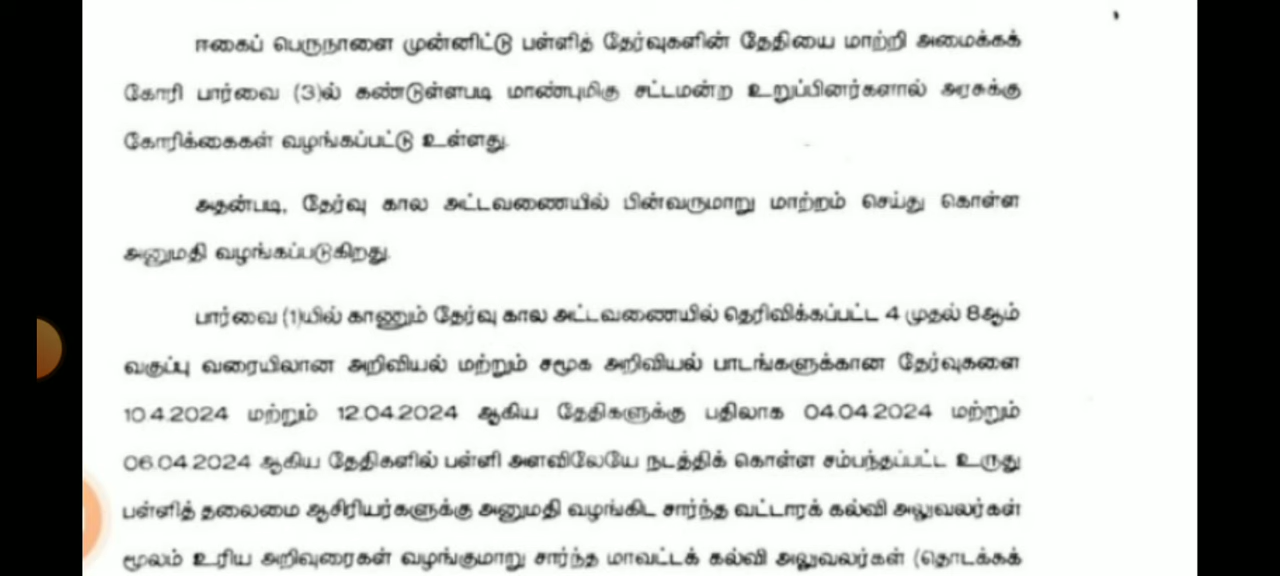 ஈகைப் பெருநாளை முன்னிட்டு பள்ளித் தேர்வுகளின் தேதியை மாற்றி அமைக்கக்
கோரி பார்வை (3)ல் கண்டுள்ளபடி மாண்புமிகு சட்டமன்ற உறுப்பினர்களால் அரசுக்கு
கோரிக்கைகள் வழங்கப்பட்டு உள்ளது.
அதன்படி, தேர்வு கால அட்டவணையில் பின்வருமாறு மாற்றம் செய்து கொள்ள
அனுமதி வழங்கப்படுகிறது.
பார்வை (1)யில் காணும் தேர்வு கால அட்டவணையில் தெரிவிக்கப்பட்ட 4 முதல் 8ஆம்
வகுப்பு வரையிலான அறிவியல் மற்றும் சமூக அறிவியல் பாடங்களுக்கான தேர்வுகளை
10.4.2024 மற்றும் 12.04.2024 ஆகிய தேதிகளுக்கு பதிலாக 04.04.2024 மற்றும்
06.04.2024 ஆகிய தேதிகளில் பள்ளி அளவிலேயே நடத்திக் கொள்ள சம்பந்தப்பட்ட உருது
பள்ளித் தலைமை ஆசிரியர்களுக்கு அனுமதி வழங்கிட சார்ந்த வட்டாரக் கல்வி அலுவலர்கள்
மூலம் உரிய அறிவுரைகள் வழங்குமாறு சார்ந்த மாவட்டக் கல்வி அலுவலர்கள் (தொடக்கக்